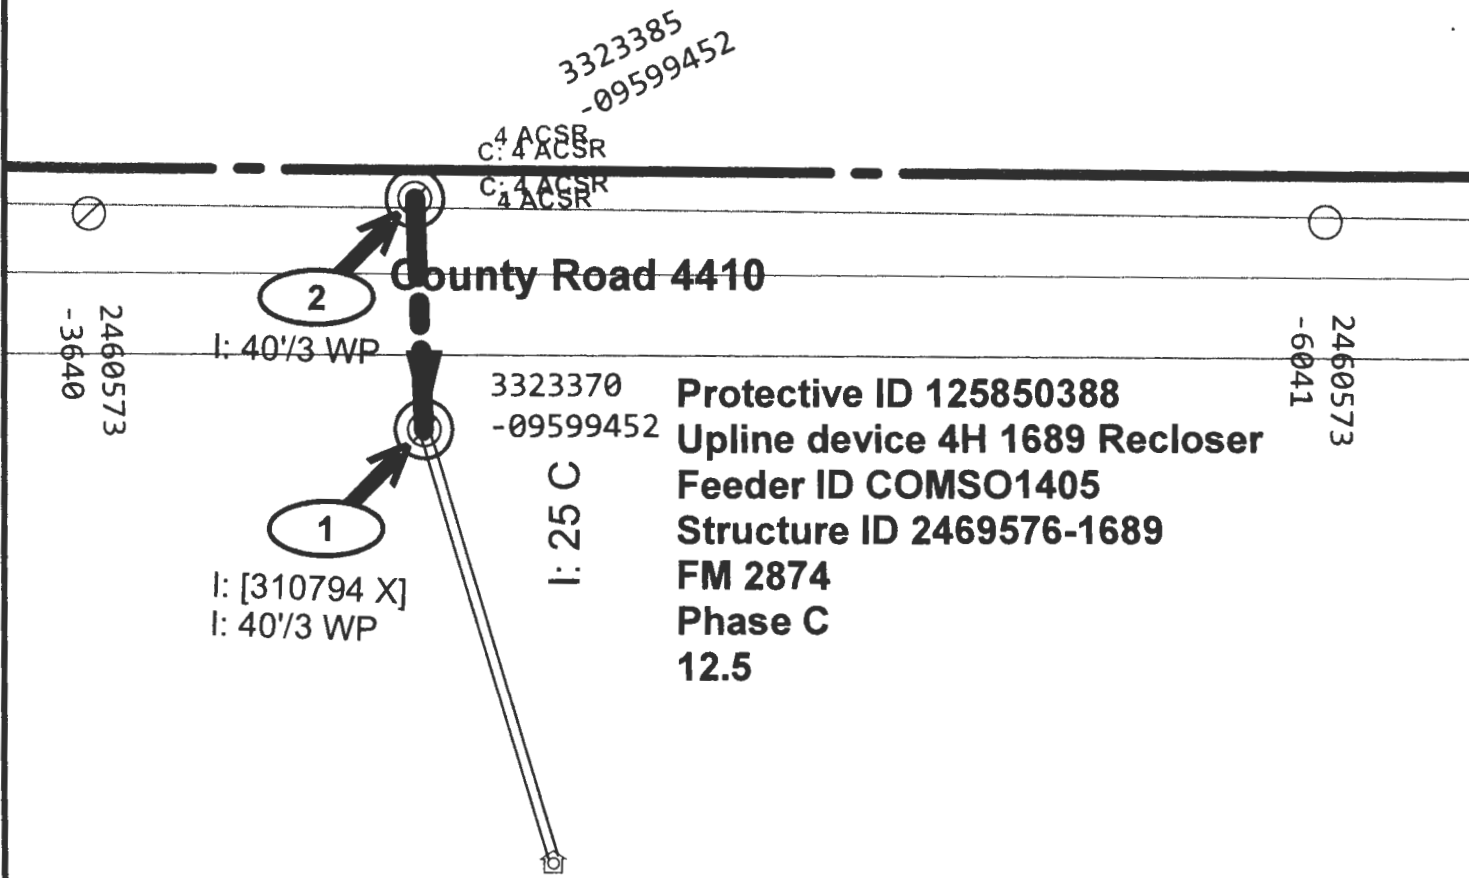 3323385
-09599452
4 ACSR
C: 4 ACSR
C: 4 ACSR
4 ACSR
County Road 4410
2
I: 40'/3 WP
2460573
-3640
2460573
-6041
3323370
-09599452
I: 25 C
Protective ID 125850388
Upline device 4H 1689 Recloser
Feeder ID COMSO1405
Structure ID 2469576-1689
FM 2874
Phase C
12.5
1
I: [310794 X]
I: 40'/3 WP